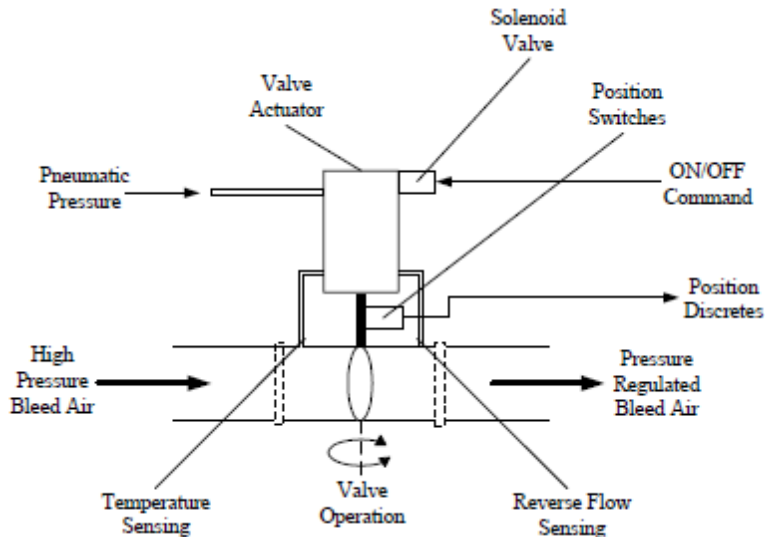 Solenoid
Valve
Valve
Actuator
Position
Switches
Pneumatic
Pressure
ON/OFF
Command
Position
Discretes
High
Pressure
Bleed Air
Pressure
Regulated
Bleed Air
Temperature
Sensing
Valve
Operation
Reverse Flow
Sensing